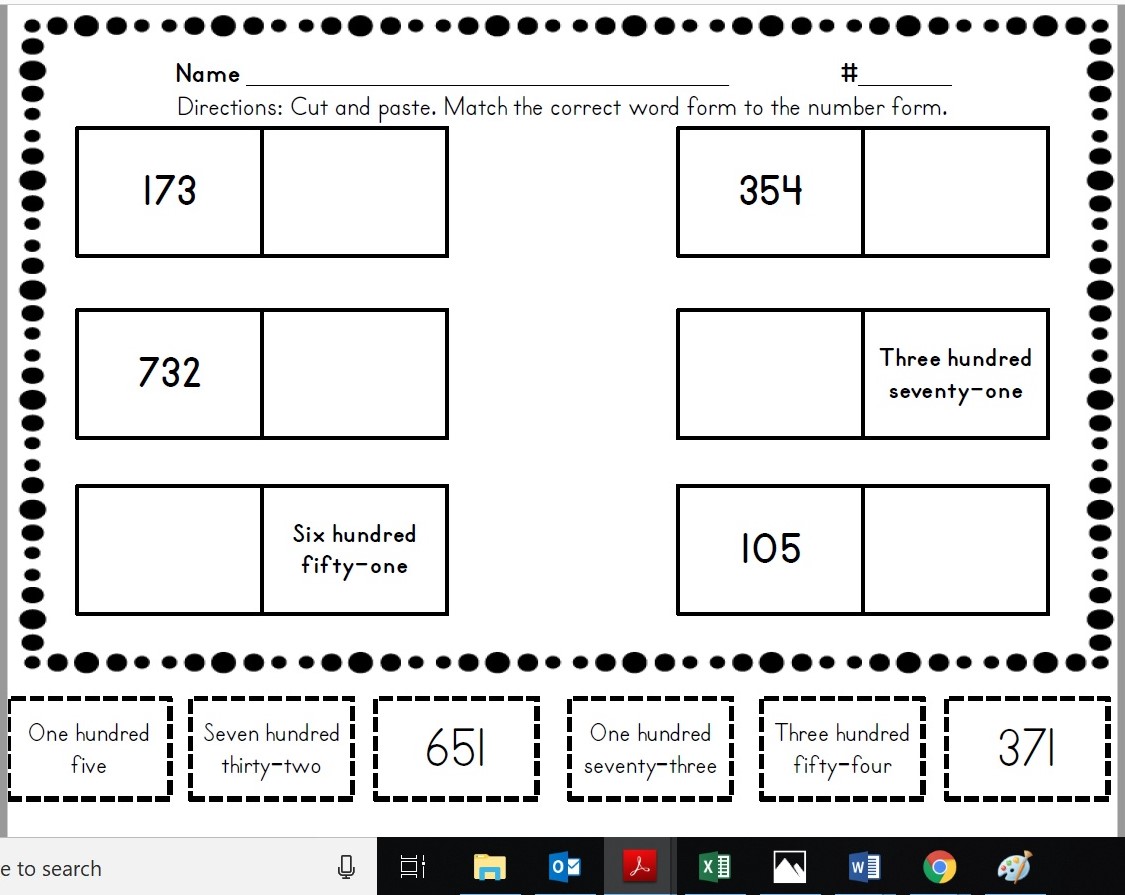 Name #
Directions: Cut and paste. Match the correct word form to the number form.
173
354
732
Three hundred
seventy-one
Six hundred
fifty-one
105
One hundred
five
Seven hundred
thirty-two
651
One hundred
seventy-three
Three hundred
fifty-four
371
e to search